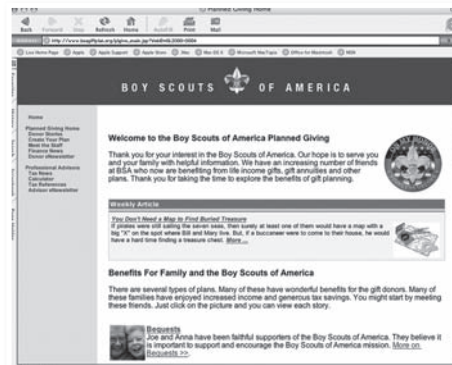 Planned Giving Home
Back Forward Stop Refresh Home AutoFill Print Mail
Live Home Page Apple Apple Support Apple Store Mac Mac OS X Microsoft MacTopia Office for Macintosh MSN
BOY SCOUTS OF AMERICA
Home
Planned Giving Home
Donor Stories
Create Your Plan
Meet the Staff
Finance News
Donor eNewsletter
Professional Advisors
Tax News
Calculator
Tax References
Advisor eNewsletter
Welcome to the Boy Scouts of America Planned Giving
Thank you for your interest in the Boy Scouts of America. Our hope is to serve you
and your family with helpful information. We have an increasing number of friends
at BSA who now are benefiting from life income gifts, gift annuities and other
plans. Thank you for taking the time to explore the benefits of gift planning.
Weekly Article
You Don't Need a Map to Find Buried Treasure
If pirates were still sailing the seven seas, then surely at least one of them would have a map with a
big "X" on the spot where Bill and Mary live. But, if a buccaneer were to come to their house, he would
have a hard time finding a treasure chest. More ...
Benefits For Family and the Boy Scouts of America
There are several types of plans. Many of these have wonderful benefits for the gift donors. Many of
these families have enjoyed increased income and generous tax savings. You might start by meeting
these friends. Just click on the picture and you can view each story.
Bequests
Joe and Anna have been faithful supporters of the Boy Scouts of America. They believe it
is important to support and encourage the Boy Scouts of America mission. More on
Bequests >>.